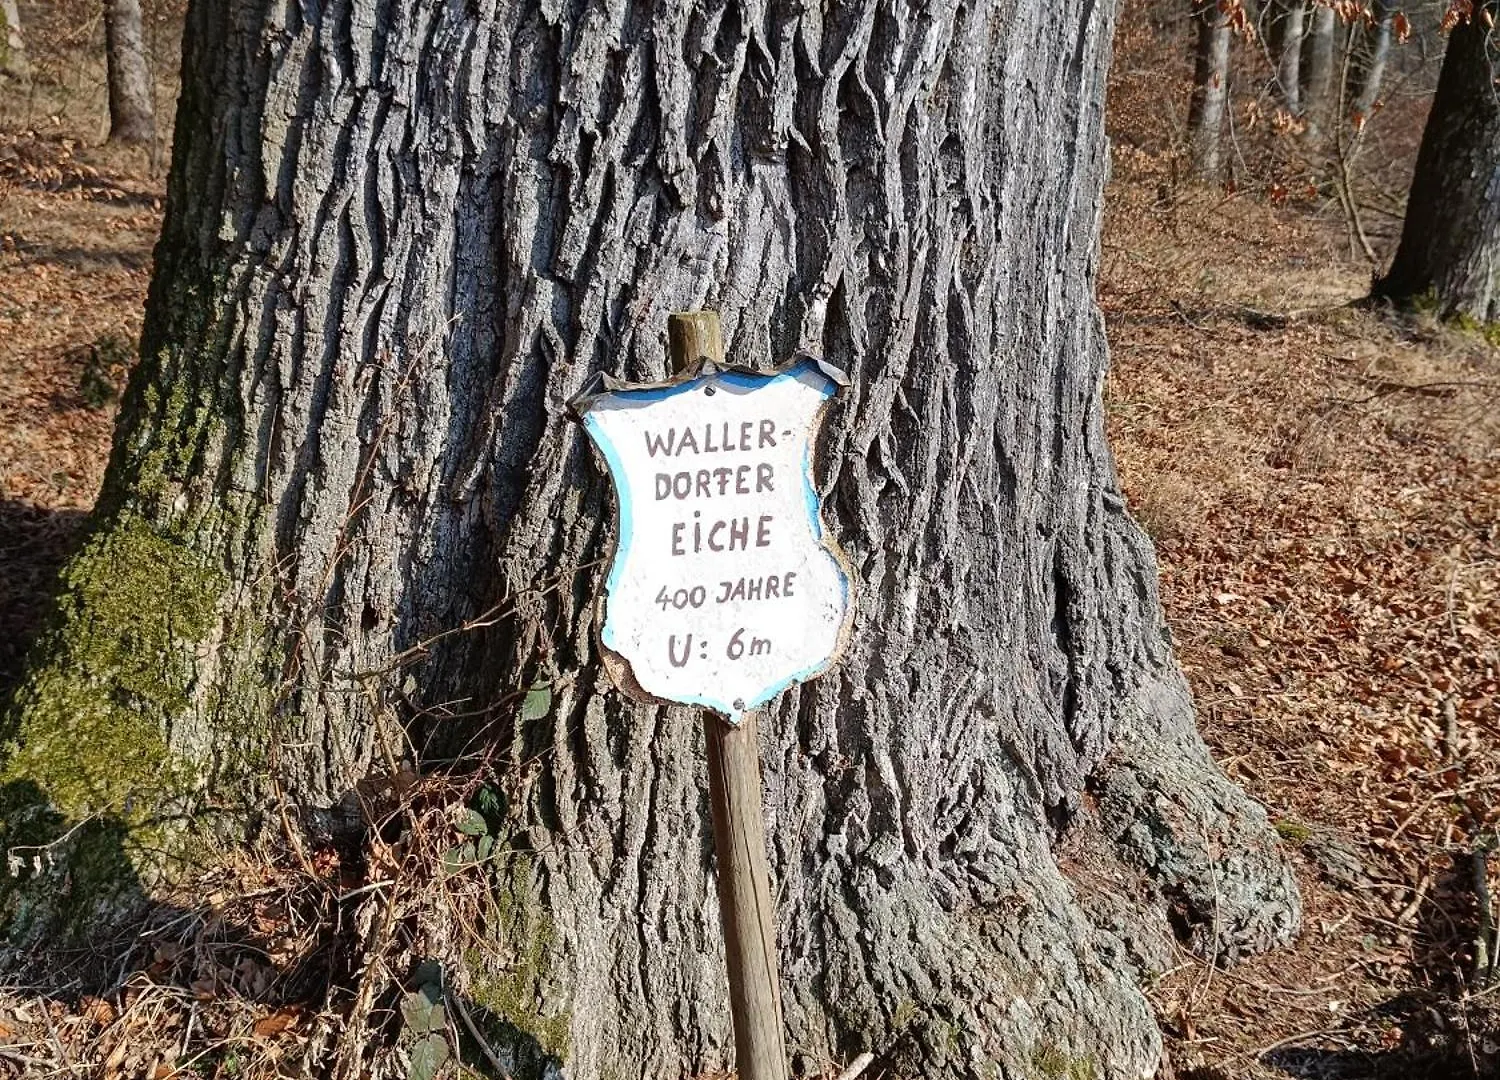 WALLER-
DORFER
EICHE
400 JAHRE
U: 6m